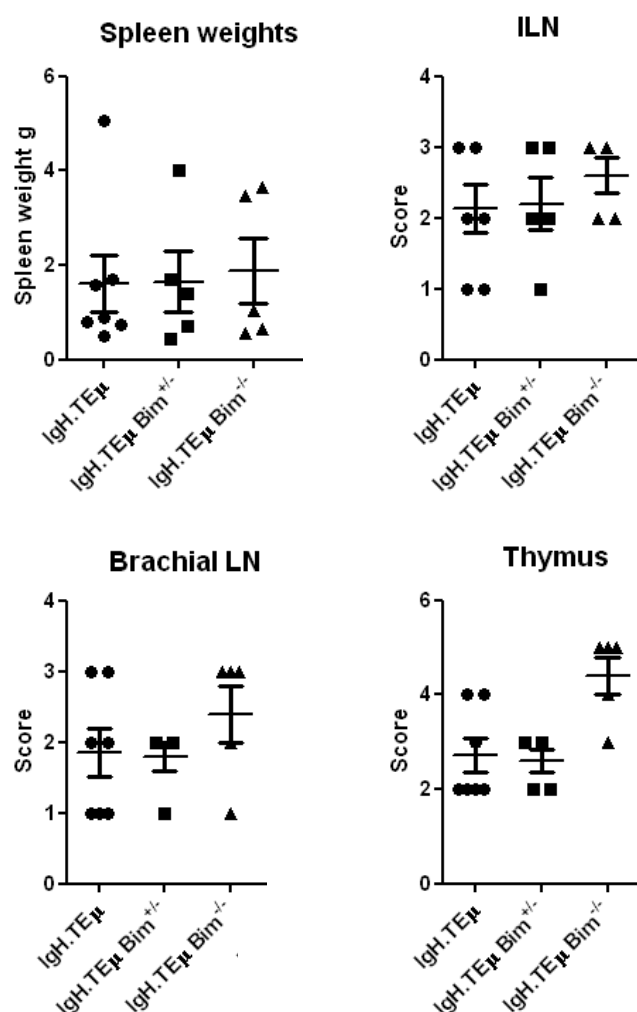 Spleen weights
6
4
2
0
Spleen weight g
IgH.TEµ
IgH.TEµ Bim+/-
IgH.TEµ Bim-/-
ILN
4
3
2
1
0
Score
IgH.TEµ
IgH.TEµ Bim+/-
IgH.TEµ Bim-/-
Brachial LN
4
3
2
1
0
Score
IgH.TEµ
IgH.TEµ Bim+/-
IgH.TEµ Bim-/-
Thymus
6
4
2
0
Score
IgH.TEµ
IgH.TEµ Bim+/-
IgH.TEµ Bim-/-